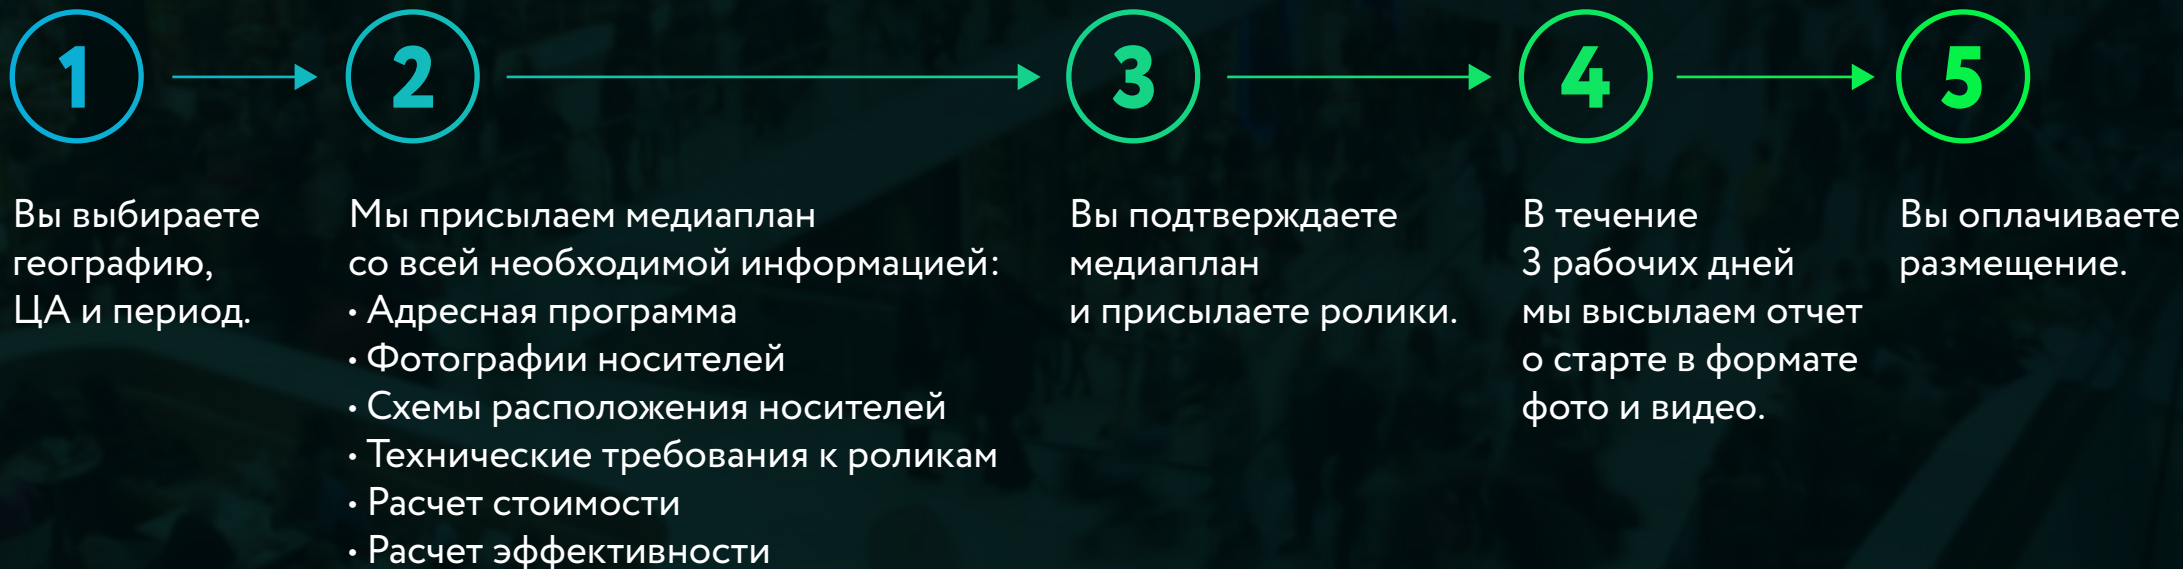 1
2
3
4
5
Вы выбираете
географию,
ЦА и период.
Мы присылаем медиаплан
со всей необходимой информацией:
• Адресная программа
• Фотографии носителей
• Схемы расположения носителей
• Технические требования к роликам
• Расчет стоимости
• Расчет эффективности
Вы подтверждаете
медиаплан
и присылаете ролики.
В течение
3 рабочих дней
мы высылаем отчет
о старте в формате
фото и видео.
Вы оплачиваете
размещение.